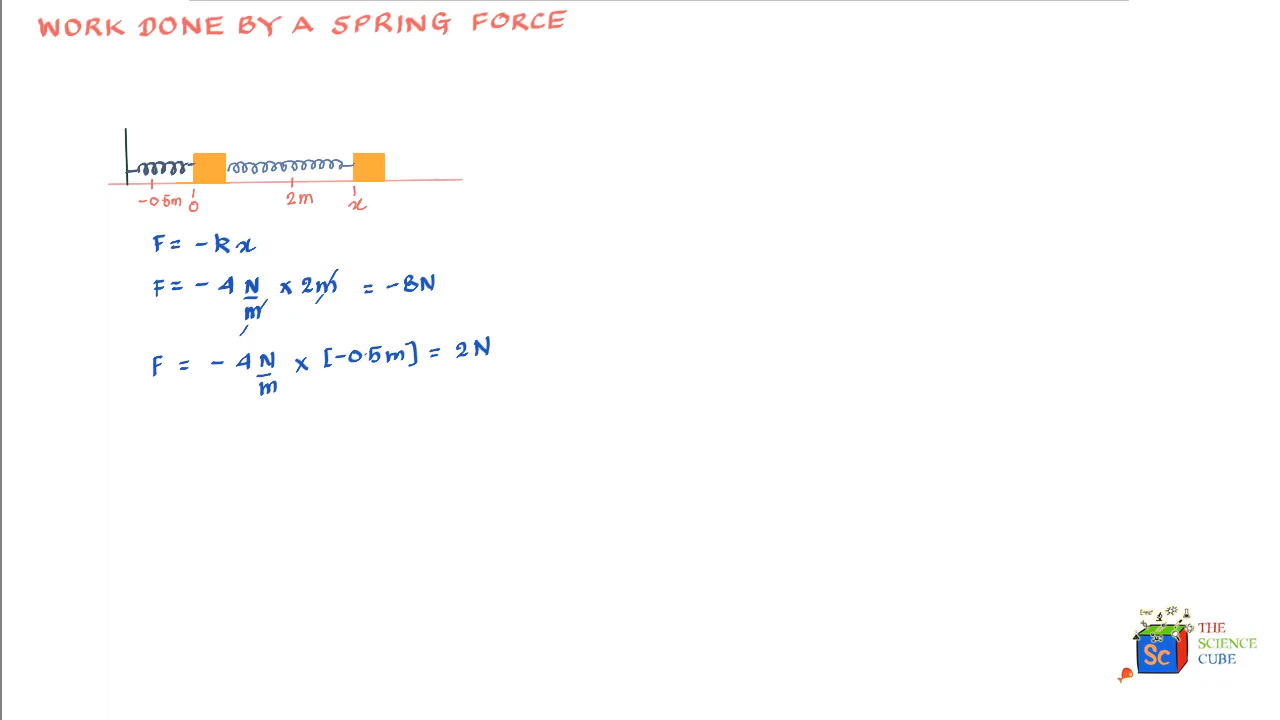 WORK DONE BY A SPRING FORCE
-0.5m 0 2m x
F = -kx
F = - 4 N/m × 2m = -8N
F = - 4 N/m × [-0.5m] = 2N
Sc
THE
SCIENCE
CUBE